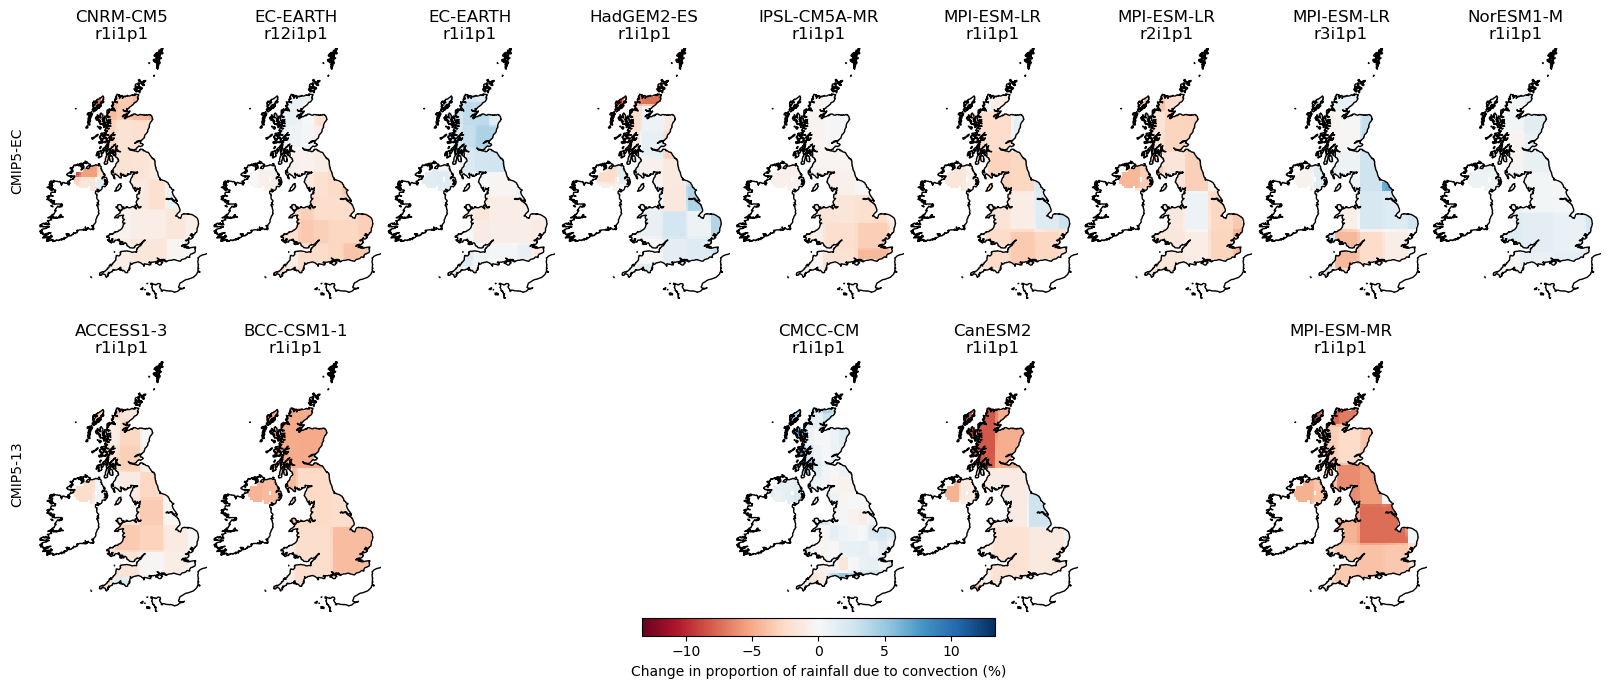 CNRM-CM5
r1i1p1
EC-EARTH
r12i1p1
EC-EARTH
r1i1p1
HadGEM2-ES
r1i1p1
IPSL-CM5A-MR
r1i1p1
MPI-ESM-LR
r1i1p1
MPI-ESM-LR
r2i1p1
MPI-ESM-LR
r3i1p1
NorESM1-M
r1i1p1
CMIP5-EC
ACCESS1-3
r1i1p1
BCC-CSM1-1
r1i1p1
CMCC-CM
r1i1p1
CanESM2
r1i1p1
MPI-ESM-MR
r1i1p1
CMIP5-13
−10 −5 0 5 10
Change in proportion of rainfall due to convection (%)